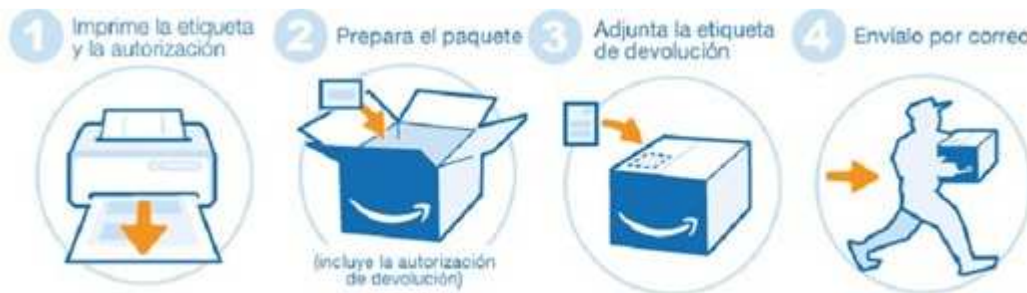 1 Imprime la etiqueta
y la autorización
2 Prepara el paquete
(incluye la autorización
de devolución)
3 Adjunta la etiqueta
de devolución
4 Envíalo por correo